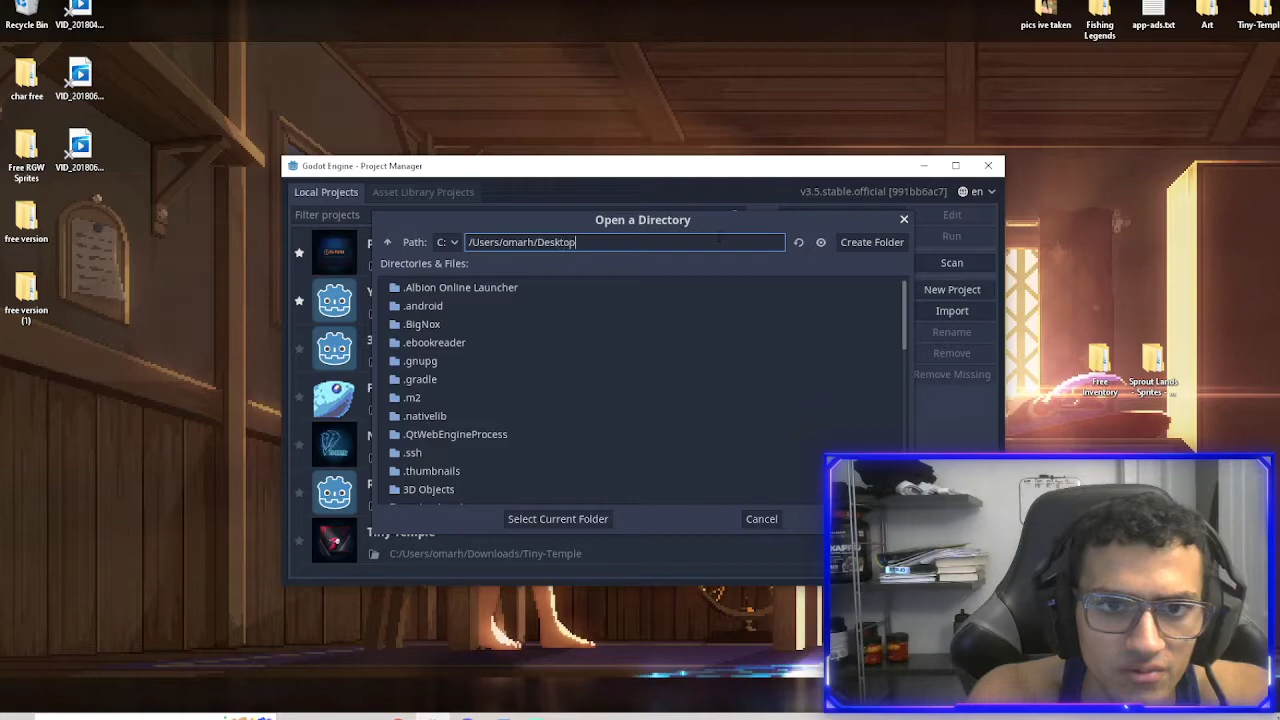 Recycle Bin
VID_201804...
pics ive taken
Fishing Legends
app-ads.txt
Art
Tiny-Templ
char free
VID_201806...
Free RGW Sprites
VID_201806...
free version
free version (1)
Free Inventory
Sprout Lands Sprites - ...
Godot Engine - Project Manager
Local Projects
Asset Library Projects
v3.5.stable.official [991bb6ac7]
en
Filter projects
Open a Directory
Edit
Path:
C:
/Users/omarh/Desktop
Create Folder
Run
Directories & Files:
Scan
.Albion Online Launcher
New Project
.android
Import
.BigNox
Rename
.ebookreader
Remove
.gnupg
Remove Missing
.gradle
.m2
.nativelib
.QtWebEngineProcess
.ssh
.thumbnails
3D Objects
Select Current Folder
Cancel
Tiny Temple
C:/Users/omarh/Downloads/Tiny-Temple